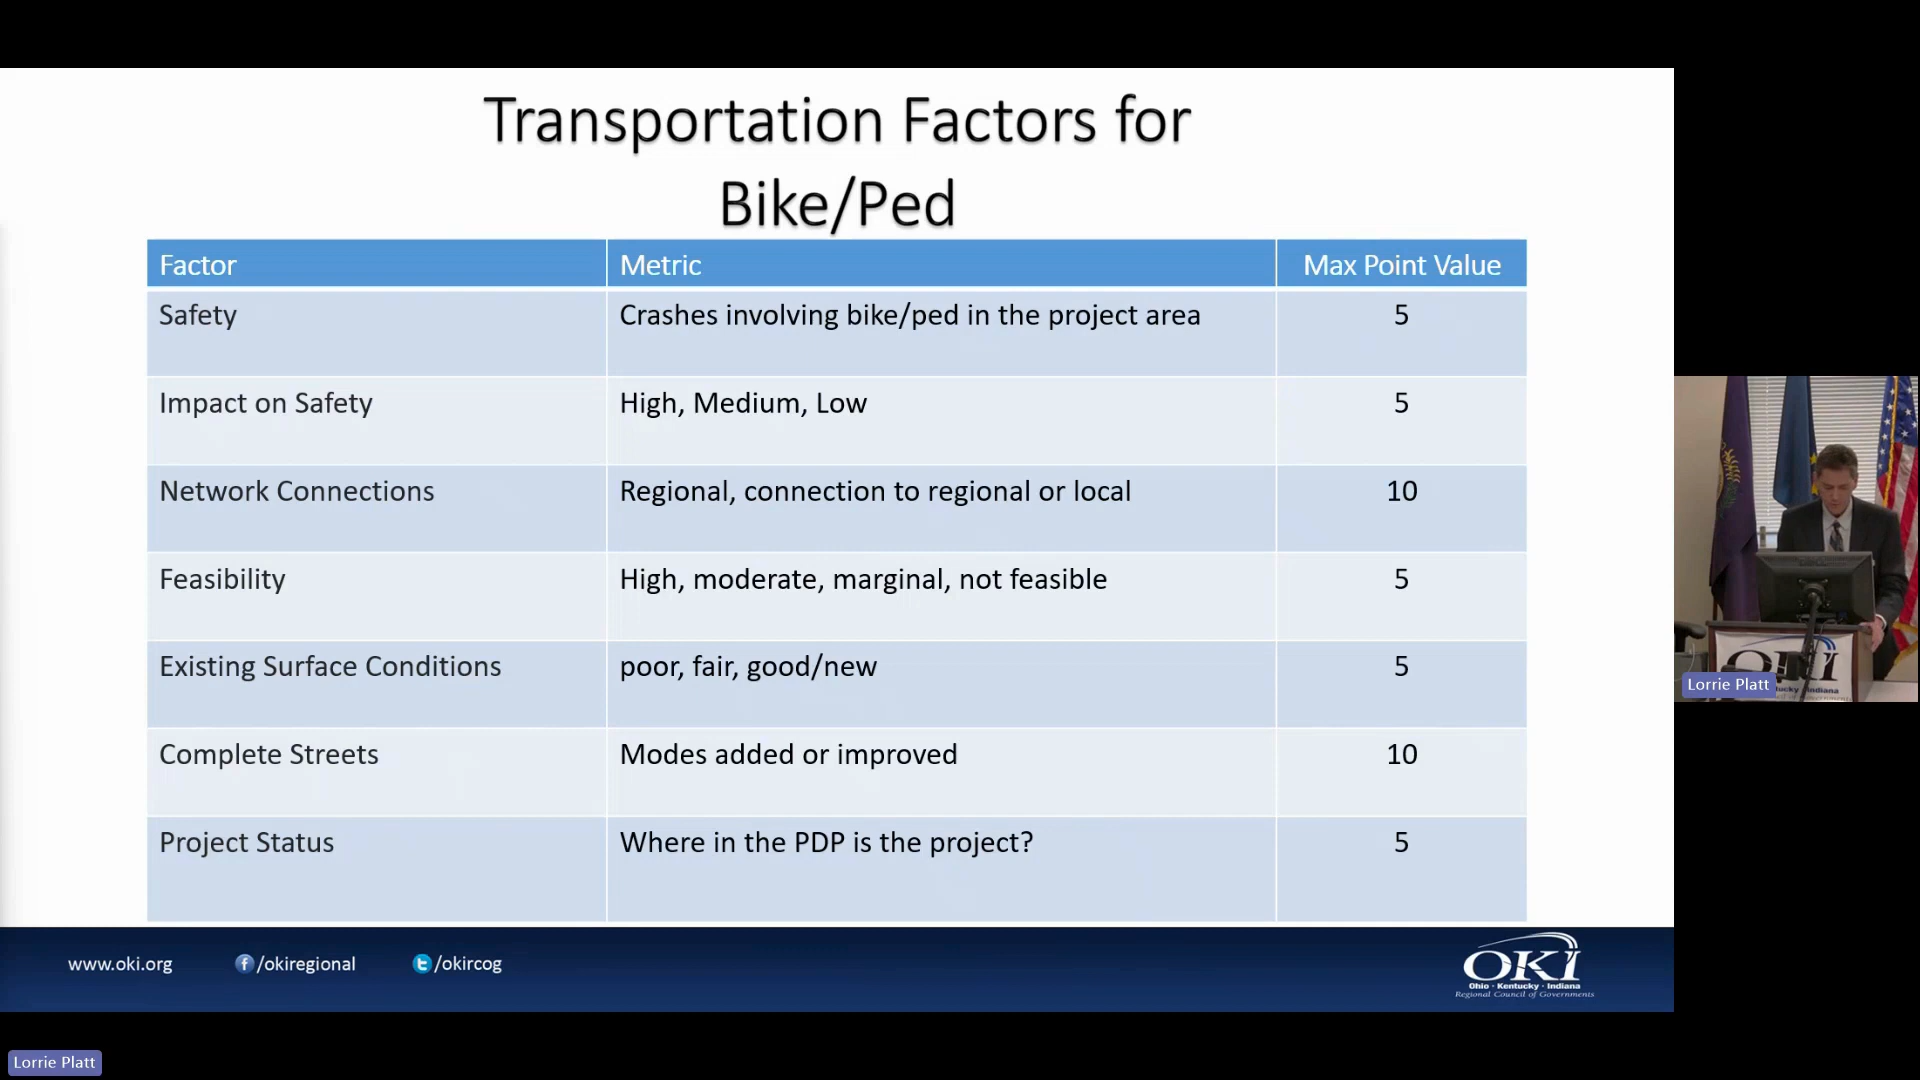 Transportation Factors for
Bike/Ped
Factor Metric Max Point Value
Safety Crashes involving bike/ped in the project area 5
Impact on Safety High, Medium, Low 5
Network Connections Regional, connection to regional or local 10
Feasibility High, moderate, marginal, not feasible 5
Existing Surface Conditions poor, fair, good/new 5
Complete Streets Modes added or improved 10
Project Status Where in the PDP is the project? 5
www.oki.org /okiregional /okircog
OKI
Ohio · Kentucky · Indiana
Regional Council of Governments
OKI
Lorrie Platt
Indiana
Lorrie Platt